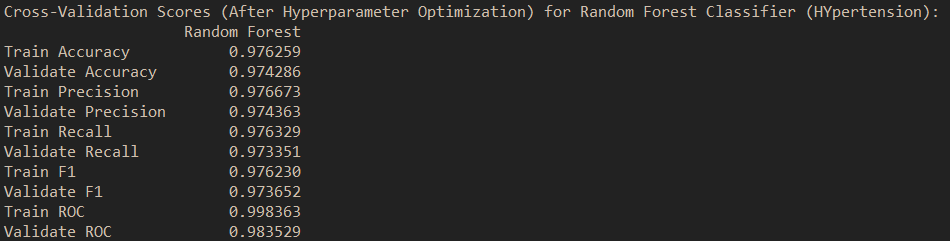 Cross-Validation Scores (After Hyperparameter Optimization) for Random Forest Classifier (HYpertension):
Random Forest
Train Accuracy 0.976259
Validate Accuracy 0.974286
Train Precision 0.976673
Validate Precision 0.974363
Train Recall 0.976329
Validate Recall 0.973351
Train F1 0.976230
Validate F1 0.973652
Train ROC 0.998363
Validate ROC 0.983529